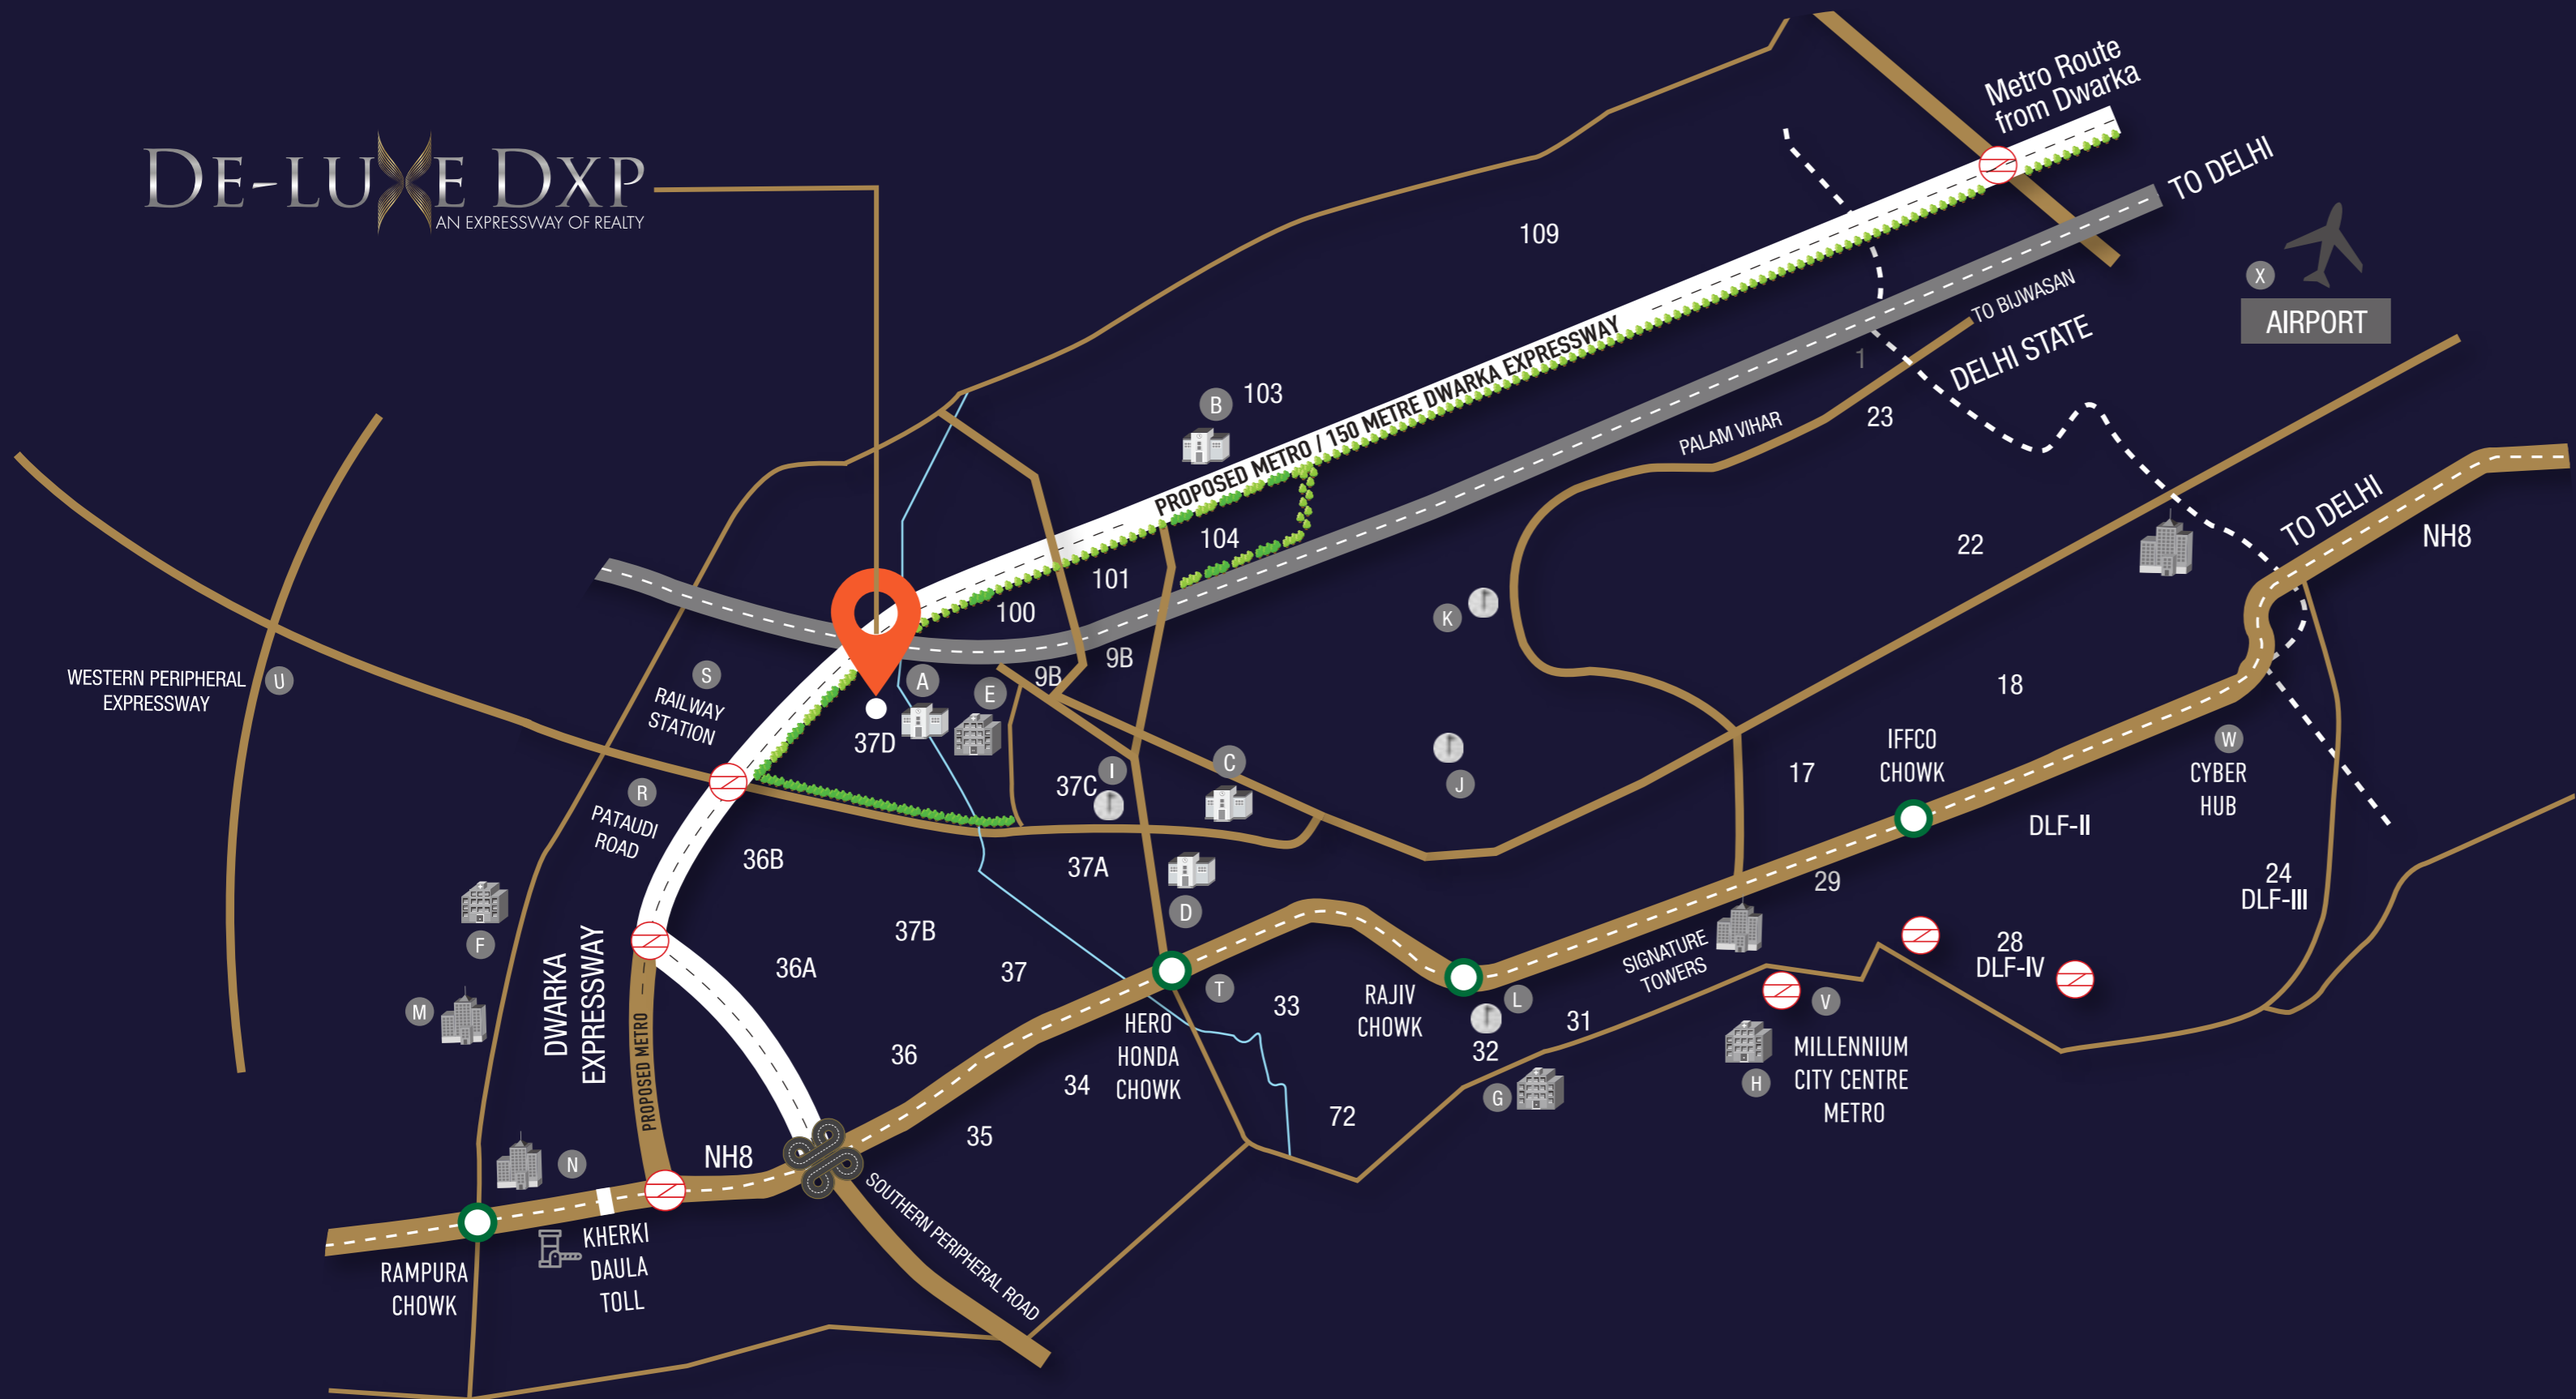 Metro Route
from Dwarka
DE-LUXE DXP
AN EXPRESSWAY OF REALTY
TO DELHI
109
X
AIRPORT
TO BIJWASAN
DELHI STATE
1
B
103
PROPOSED METRO / 150 METRE DWARKA EXPRESSWAY
PALAM VIHAR
23
TO DELHI
NH8
104
22
101
100
K
9B
9B
WESTERN PERIPHERAL
EXPRESSWAY
U
S
RAILWAY
STATION
A
E
37D
18
IFFCO
CHOWK
W
CYBER
HUB
I
37C
C
J
17
R
PATAUDI
ROAD
DLF-II
36B
37A
29
24
DLF-III
F
D
37B
36A
37
SIGNATURE
TOWERS
28
DLF-IV
DWARKA
EXPRESSWAY
M
T
33
RAJIV
CHOWK
L
31
32
V
HERO
HONDA
CHOWK
36
34
PROPOSED METRO
MILLENNIUM
CITY CENTRE
METRO
H
G
72
35
NH8
N
SOUTHERN PERIPHERAL ROAD
KHERKI
DAULA
TOLL
RAMPURA
CHOWK